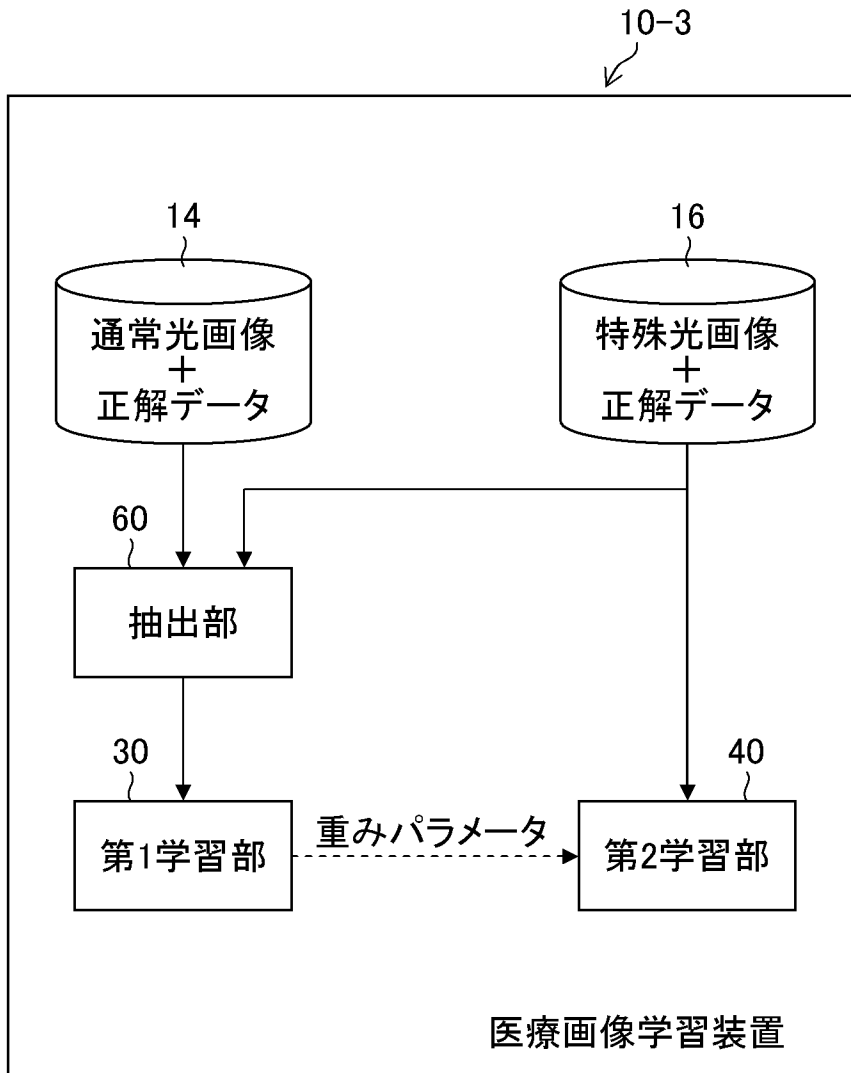 10-3
14
16
通常光画像
+
正解データ
特殊光画像
+
正解データ
60
抽出部
30
40
第1学習部
重みパラメータ
第2学習部
医療画像学習装置